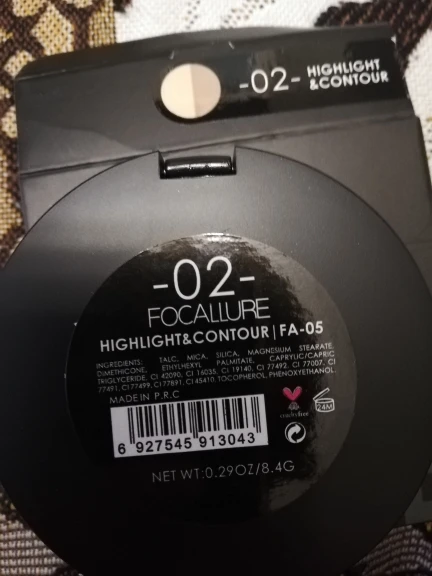 -02- HIGHLIGHT
&CONTOUR
-02-
FOCALLURE
HIGHLIGHT&CONTOUR | FA-05
INGREDIENTS: TALC, MICA, SILICA, MAGNESIUM STEARATE,
DIMETHICONE, ETHYLHEXYL PALMITATE, CAPRYLIC/CAPRIC
TRIGLYCERIDE, CI 42090, CI 16035, CI 19140, CI 77492, CI 77007, CI
77491, CI 77499, CI 77891, CI 45410, TOCOPHEROL, PHENOXYETHANOL.
MADE IN P.R.C
cruelty free
24M
6 927545 913043
NET WT:0.29OZ/8.4G